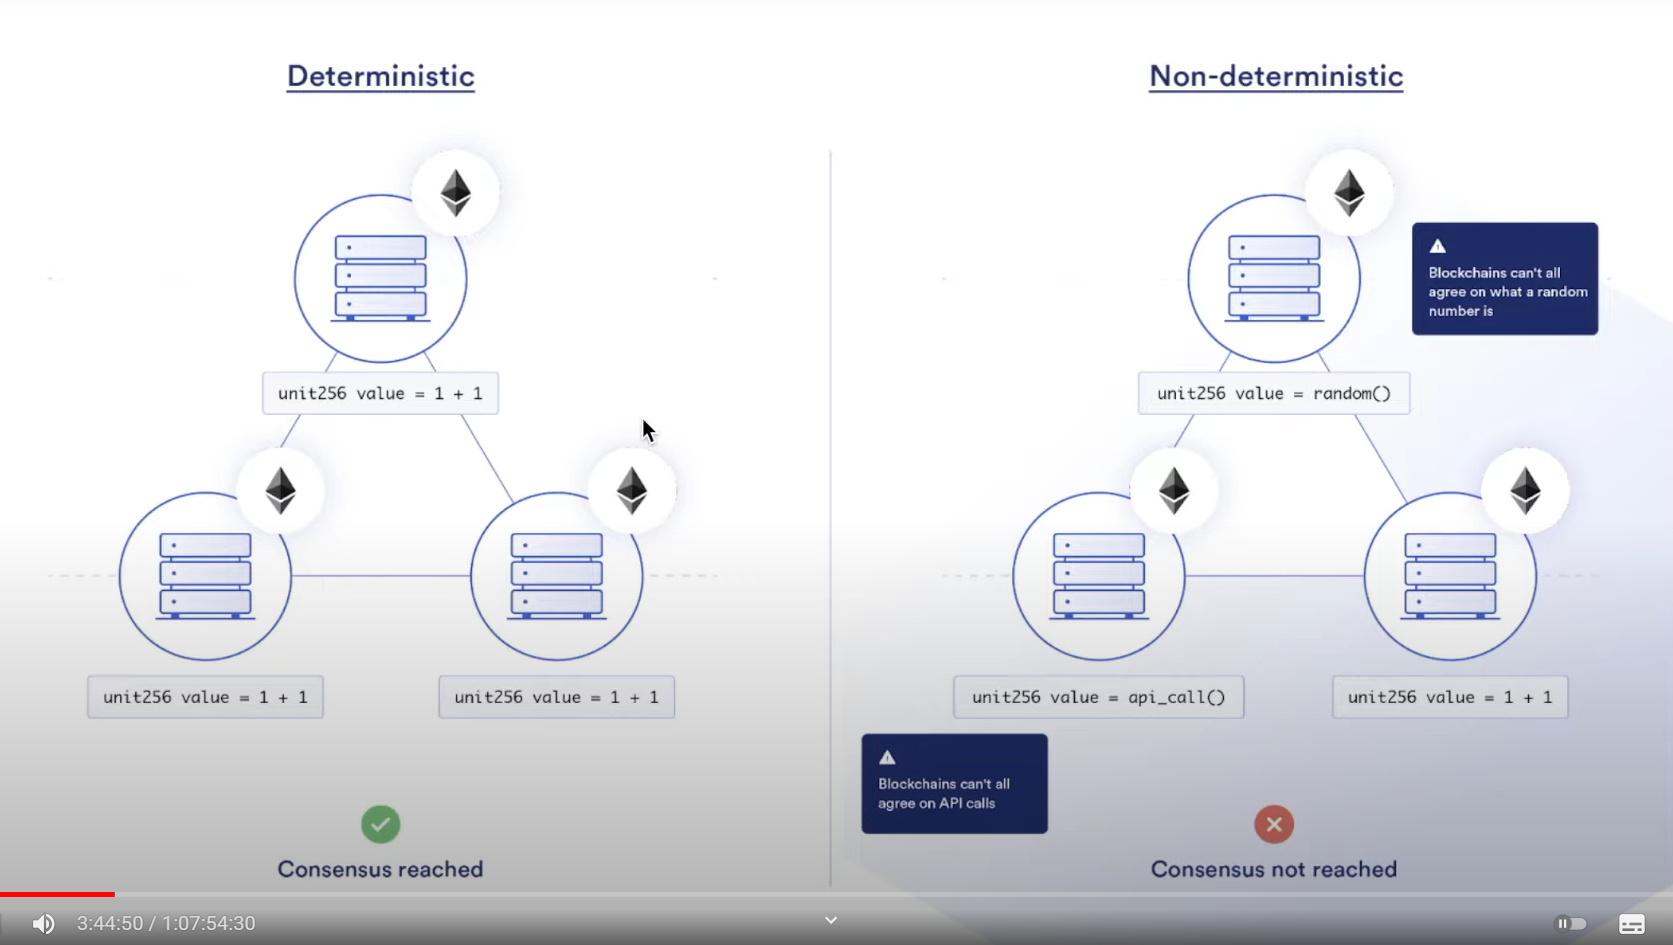 Deterministic
unit256 value = 1 + 1
unit256 value = 1 + 1
unit256 value = 1 + 1
Consensus reached
Non-deterministic
Blockchains can't all
agree on what a random
number is
unit256 value = random()
unit256 value = api_call()
unit256 value = 1 + 1
Blockchains can't all
agree on API calls
Consensus not reached
3:44:50 / 1:07:54:30